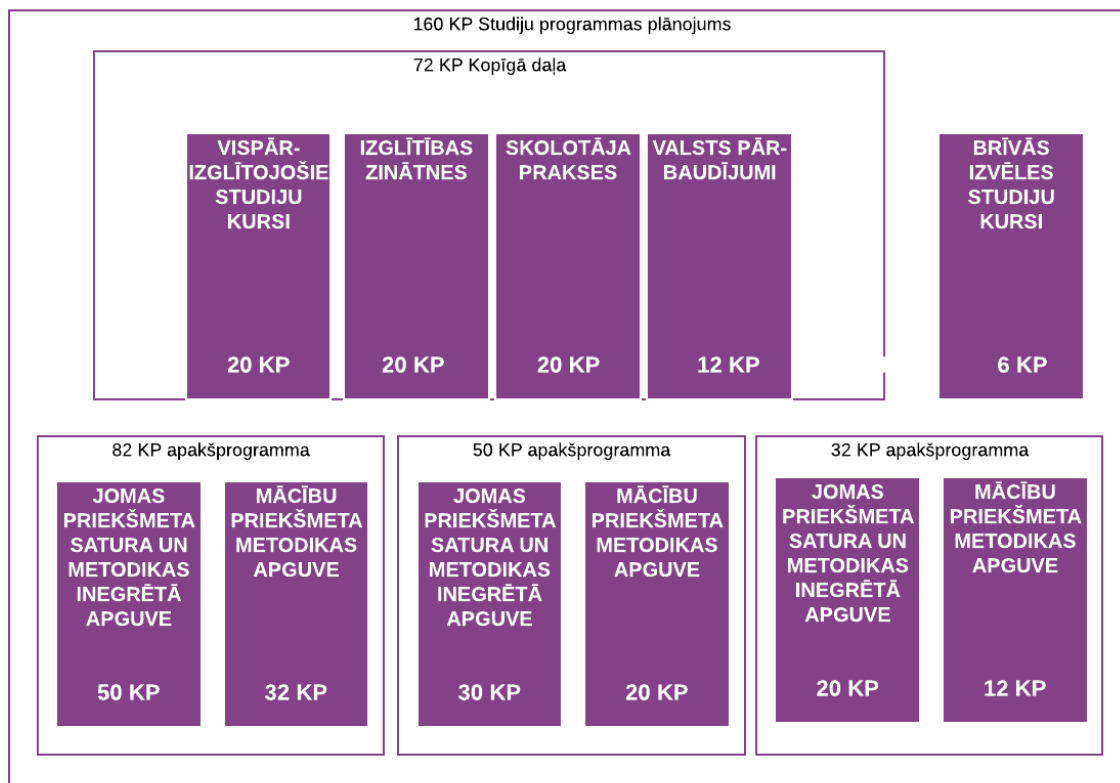 160 KP Studiju programmas plānojums
72 KP Kopīgā daļa
VISPĀR-
IZGLĪTOJOŠIE
STUDIJU
KURSI
20 KP
IZGLĪTĪBAS
ZINĀTNES
20 KP
SKOLOTĀJA
PRAKSES
20 KP
VALSTS PĀR-
BAUDĪJUMI
12 KP
BRĪVĀS
IZVĒLES
STUDIJU
KURSI
6 KP
82 KP apakšprogramma
JOMAS
PRIEKŠMETA
SATURA UN
METODIKAS
INEGRĒTĀ
APGUVE
50 KP
MĀCĪBU
PRIEKŠMETA
METODIKAS
APGUVE
32 KP
50 KP apakšprogramma
JOMAS
PRIEKŠMETA
SATURA UN
METODIKAS
INEGRĒTĀ
APGUVE
30 KP
MĀCĪBU
PRIEKŠMETA
METODIKAS
APGUVE
20 KP
32 KP apakšprogramma
JOMAS
PRIEKŠMETA
SATURA UN
METODIKAS
INEGRĒTĀ
APGUVE
20 KP
MĀCĪBU
PRIEKŠMETA
METODIKAS
APGUVE
12 KP